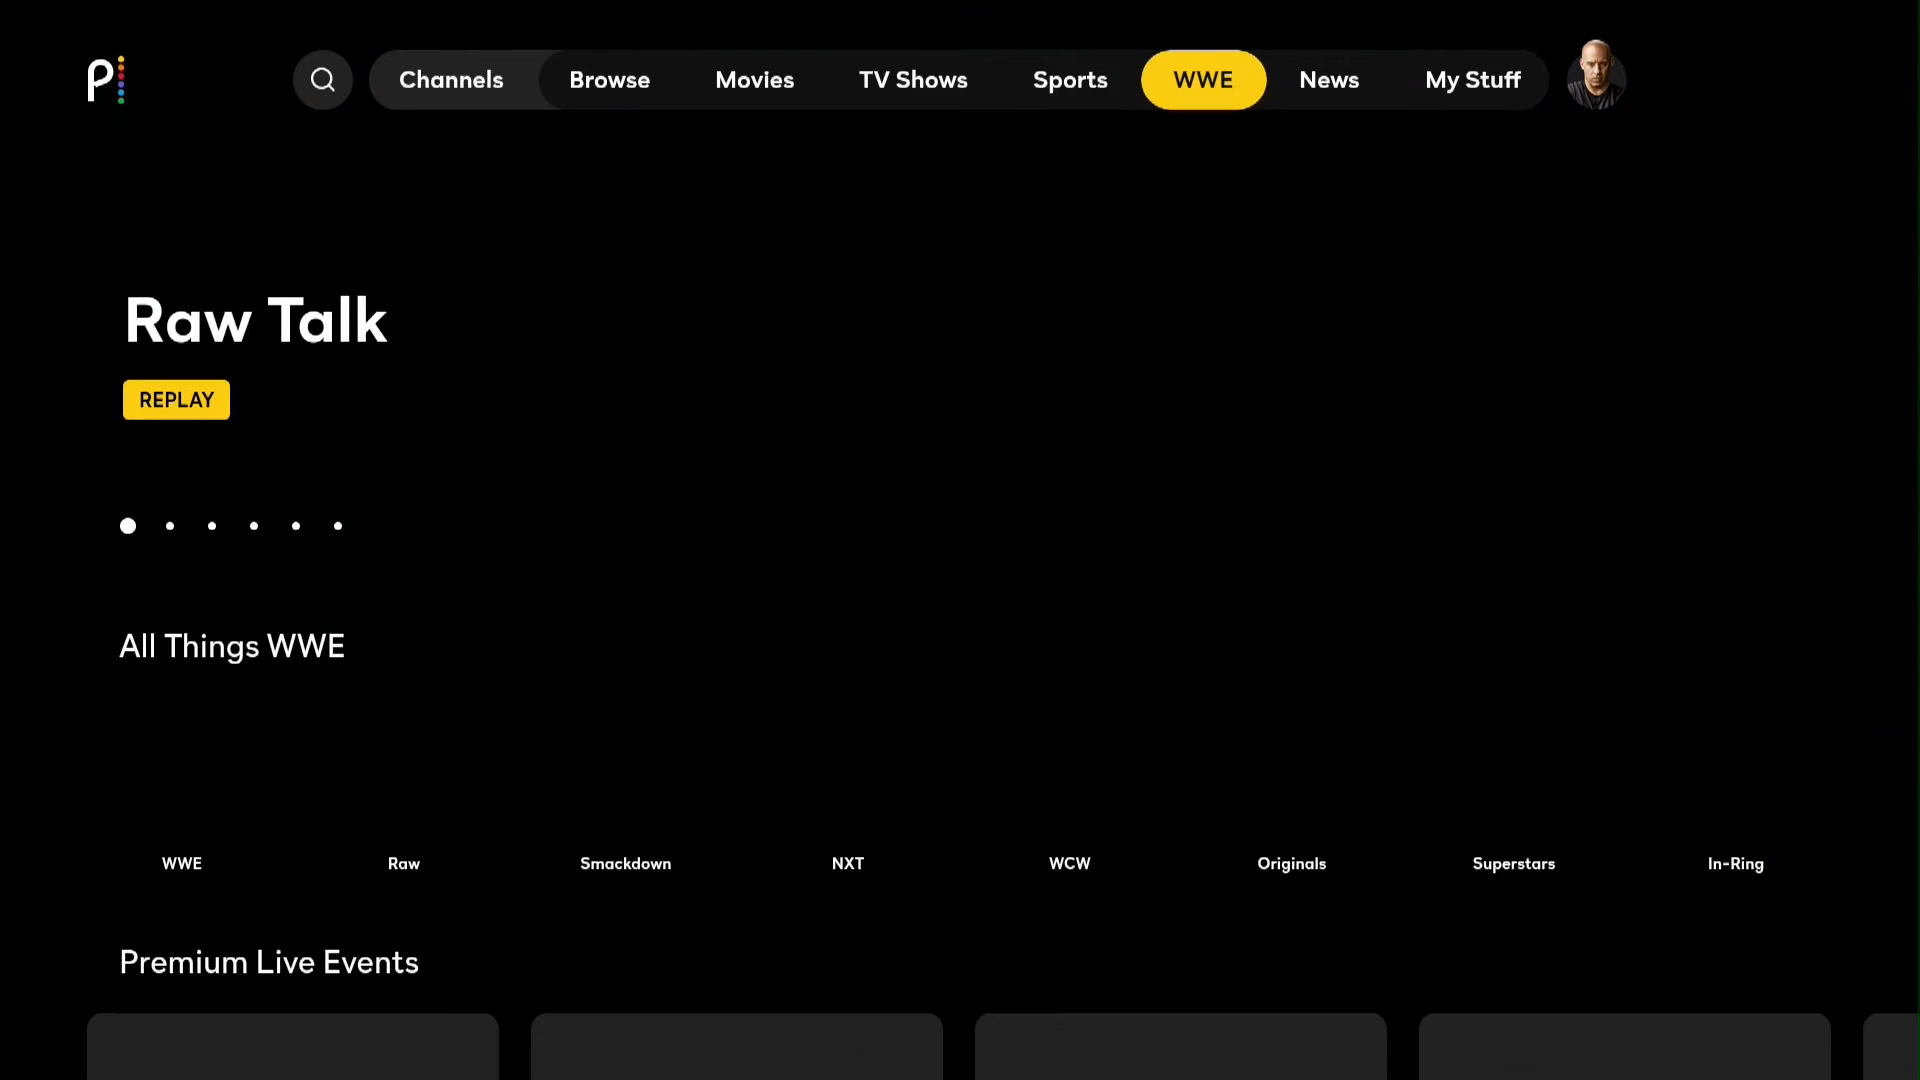 Channels Browse Movies TV Shows Sports WWE News My Stuff
Raw Talk
REPLAY
All Things WWE
WWE Raw Smackdown NXT WCW Originals Superstars In-Ring
Premium Live Events